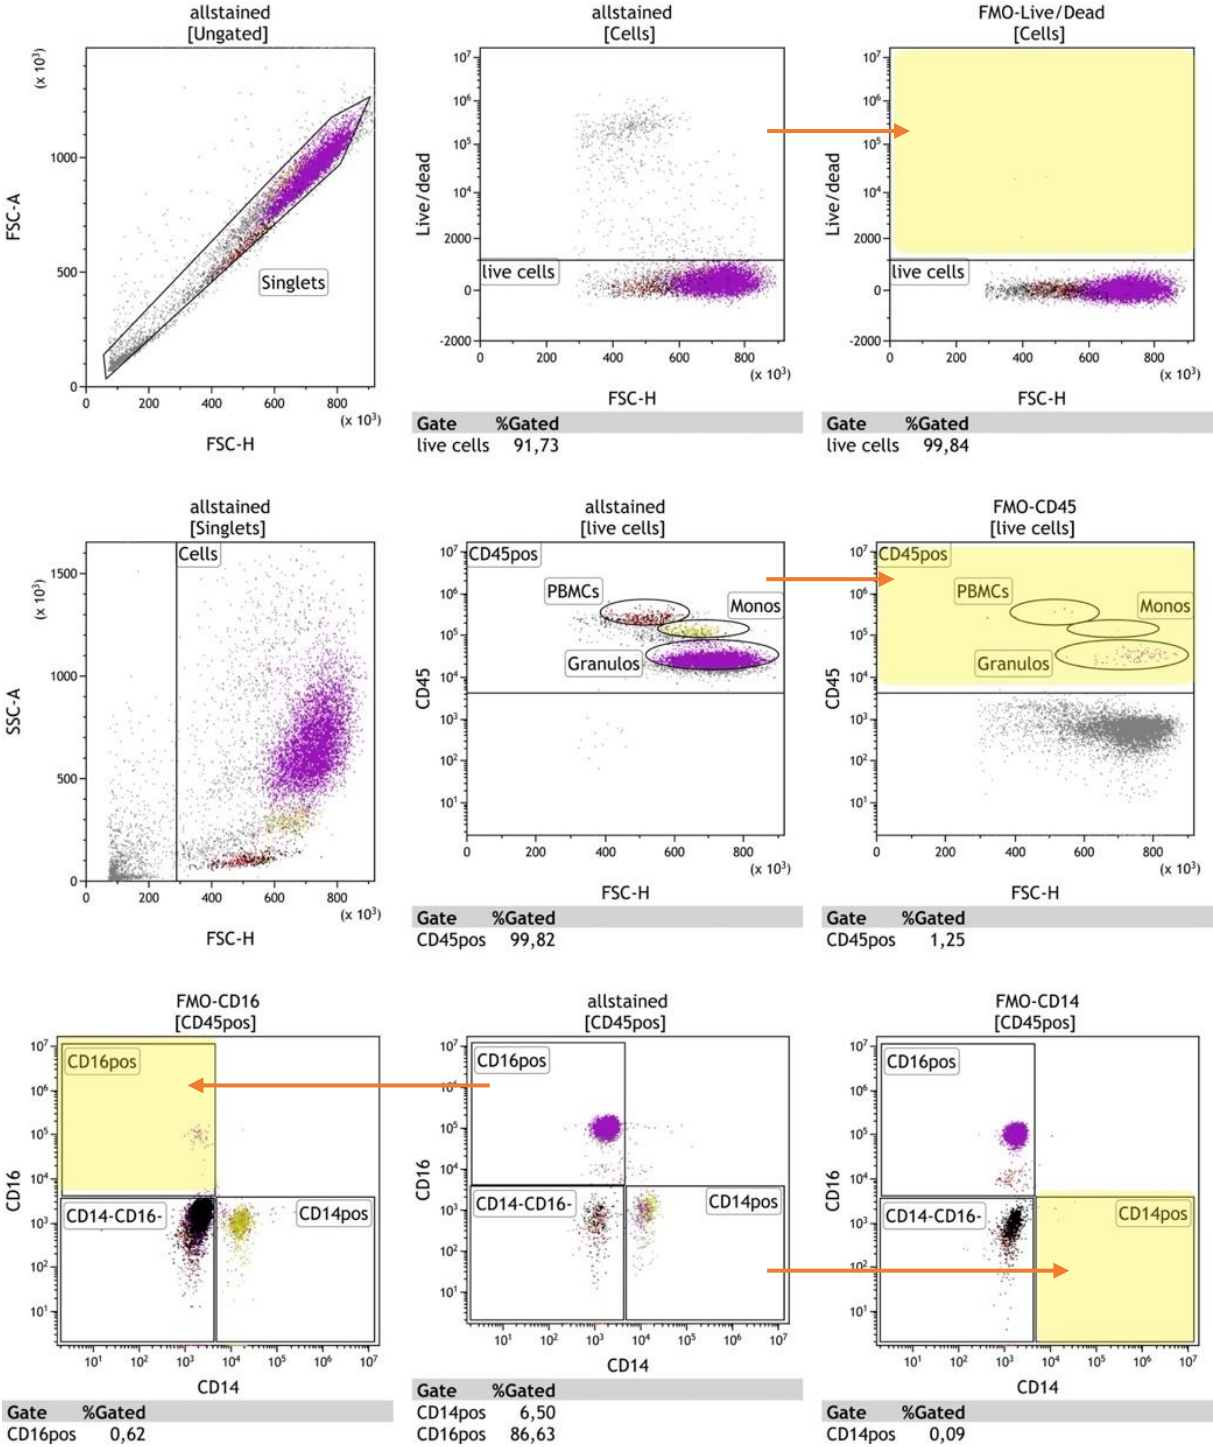 allstained
[Ungated]
(x 10³)
FSC-A
1000
500
0
Singlets
0 200 400 600 800
(x 10³)
FSC-H
allstained
[Cells]
Live/dead
10⁷
10⁶
10⁵
10⁴
2000
0
-2000
live cells
0 200 400 600 800
(x 10³)
FSC-H
Gate %Gated
live cells 91,73
FMO-Live/Dead
[Cells]
Live/dead
10⁷
10⁶
10⁵
10⁴
2000
0
-2000
live cells
0 200 400 600 800
(x 10³)
FSC-H
Gate %Gated
live cells 99,84
allstained
[Singlets]
(x 10³)
SSC-A
1500
1000
500
0
Cells
0 200 400 600 800
(x 10³)
FSC-H
allstained
[live cells]
CD45
10⁷
10⁶
10⁵
10⁴
10³
10²
10¹
CD45pos
PBMCs
Monos
Granulos
0 200 400 600 800
(x 10³)
FSC-H
Gate %Gated
CD45pos 99,82
FMO-CD45
[live cells]
CD45
10⁷
10⁶
10⁵
10⁴
10³
10²
10¹
CD45pos
PBMCs
Monos
Granulos
0 200 400 600 800
(x 10³)
FSC-H
Gate %Gated
CD45pos 1,25
FMO-CD16
[CD45pos]
CD16
10⁷
10⁶
10⁵
10⁴
10³
10²
10¹
CD16pos
CD14-CD16-
CD14pos
10¹ 10² 10³ 10⁴ 10⁵ 10⁶ 10⁷
CD14
Gate %Gated
CD16pos 0,62
allstained
[CD45pos]
CD16
10⁷
10⁶
10⁵
10⁴
10³
10²
10¹
CD16pos
CD14-CD16-
CD14pos
10¹ 10² 10³ 10⁴ 10⁵ 10⁶ 10⁷
CD14
Gate %Gated
CD14pos 6,50
CD16pos 86,63
FMO-CD14
[CD45pos]
CD16
10⁷
10⁶
10⁵
10⁴
10³
10²
10¹
CD16pos
CD14-CD16-
CD14pos
10¹ 10² 10³ 10⁴ 10⁵ 10⁶ 10⁷
CD14
Gate %Gated
CD14pos 0,09